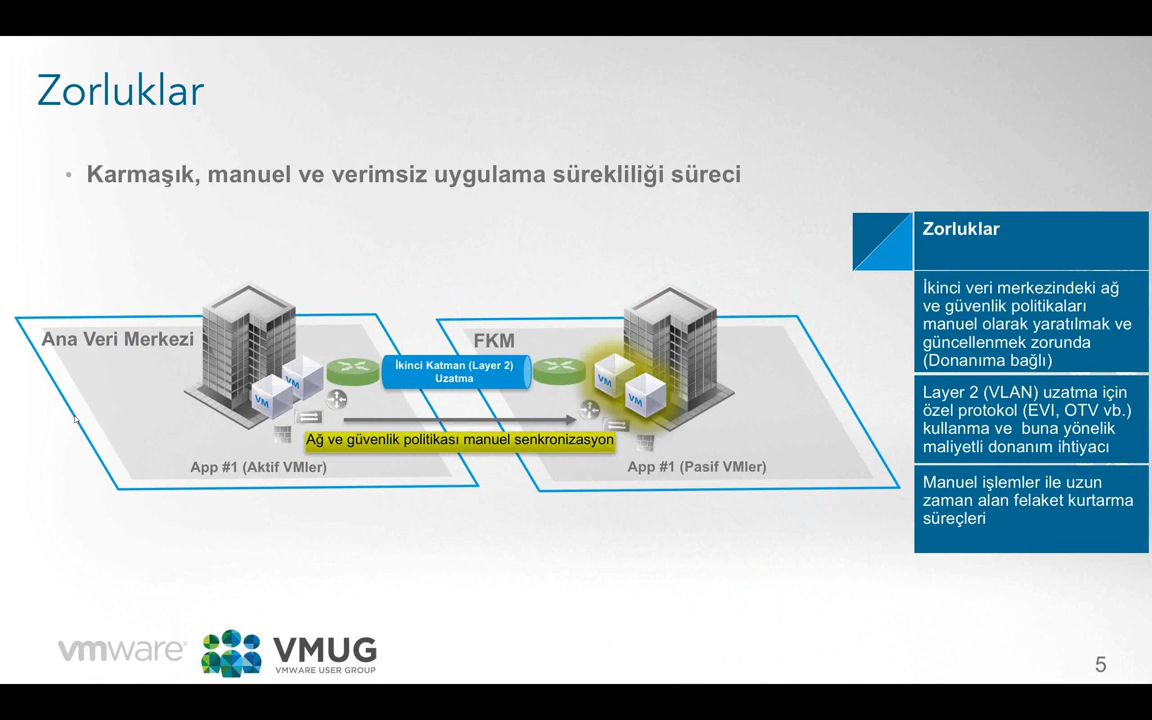 Zorluklar
• Karmaşık, manuel ve verimsiz uygulama sürekliliği süreci
Ana Veri Merkezi
FKM
İkinci Katman (Layer 2)
Uzatma
VM
VM
VM
VM
Ağ ve güvenlik politikası manuel senkronizasyon
App #1 (Aktif VMler)
App #1 (Pasif VMler)
Zorluklar
İkinci veri merkezindeki ağ
ve güvenlik politikaları
manuel olarak yaratılmak ve
güncellenmek zorunda
(Donanıma bağlı)
Layer 2 (VLAN) uzatma için
özel protokol (EVI, OTV vb.)
kullanma ve buna yönelik
maliyetli donanım ihtiyacı
Manuel işlemler ile uzun
zaman alan felaket kurtarma
süreçleri
vmware®
VMUG
VMWARE USER GROUP
5